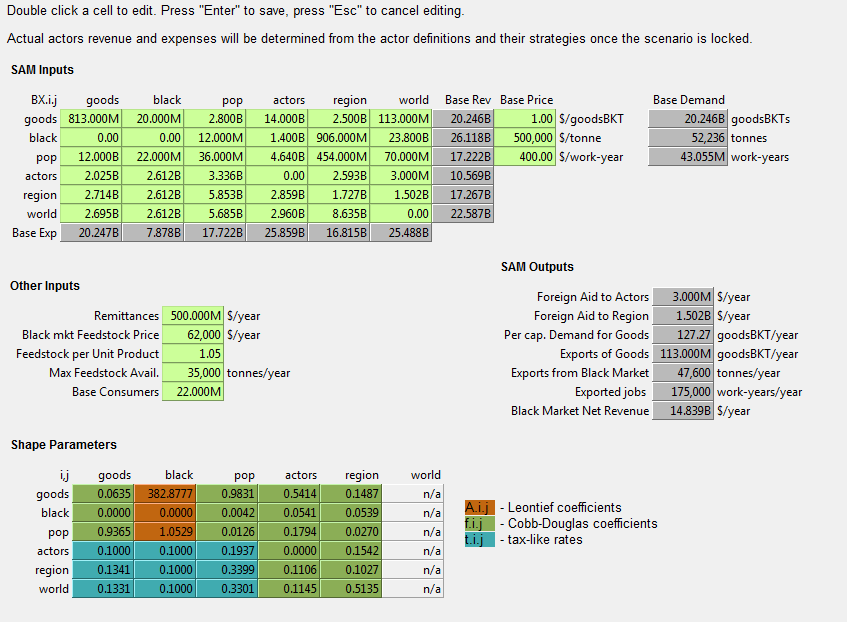 Double click a cell to edit. Press "Enter" to save, press "Esc" to cancel editing.
Actual actors revenue and expenses will be determined from the actor definitions and their strategies once the scenario is locked.
SAM Inputs
BX.i,j goods black pop actors region world Base Rev Base Price Base Demand
goods 813.000M 20.000M 2.800B 14.000B 2.500B 113.000M 20.246B 1.00 $/goodsBKT 20.246B goodsBKTs
black 0.00 0.00 12.000M 1.400B 906.000M 23.800B 26.118B 500,000 $/tonne 52,236 tonnes
pop 12.000B 22.000M 36.000M 4.640B 454.000M 70.000M 17.222B 400.00 $/work-year 43.055M work-years
actors 2.025B 2.612B 3.336B 0.00 2.593B 3.000M 10.569B
region 2.714B 2.612B 5.853B 2.859B 1.727B 1.502B 17.267B
world 2.695B 2.612B 5.685B 2.960B 8.635B 0.00 22.587B
Base Exp 20.247B 7.878B 17.722B 25.859B 16.815B 25.488B
Other Inputs
Remittances 500.000M $/year
Black mkt Feedstock Price 62,000 $/year
Feedstock per Unit Product 1.05
Max Feedstock Avail. 35,000 tonnes/year
Base Consumers 22.000M
SAM Outputs
Foreign Aid to Actors 3.000M $/year
Foreign Aid to Region 1.502B $/year
Per cap. Demand for Goods 127.27 goodsBKT/year
Exports of Goods 113.000M goodsBKT/year
Exports from Black Market 47,600 tonnes/year
Exported jobs 175,000 work-years/year
Black Market Net Revenue 14.839B $/year
Shape Parameters
i,j goods black pop actors region world
goods 0.0635 382.8777 0.9831 0.5414 0.1487 n/a
black 0.0000 0.0000 0.0042 0.0541 0.0539 n/a
pop 0.9365 1.0529 0.0126 0.1794 0.0270 n/a
actors 0.1000 0.1000 0.1937 0.0000 0.1542 n/a
region 0.1341 0.1000 0.3399 0.1106 0.1027 n/a
world 0.1331 0.1000 0.3301 0.1145 0.5135 n/a
A.i.j - Leontief coefficients
f.i.j - Cobb-Douglas coefficients
t.i.j - tax-like rates